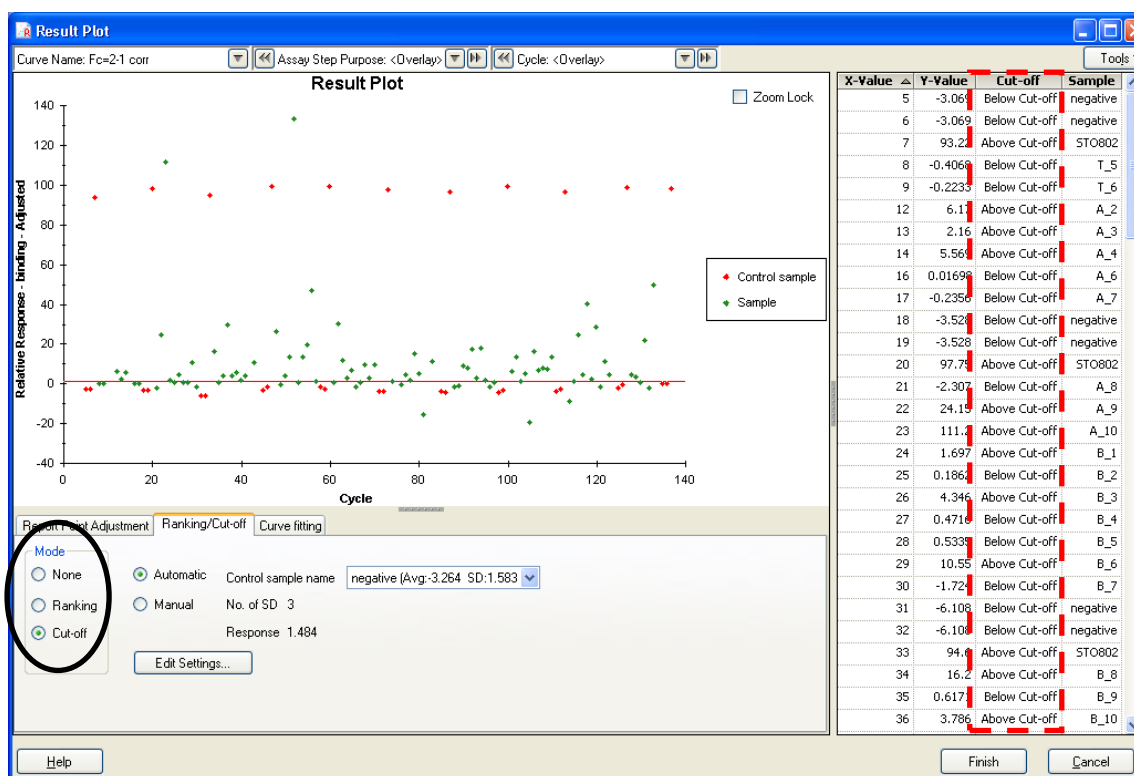 Result Plot
Curve Name: Fc=2-1 corr Assay Step Purpose: <Overlay> Cycle: <Overlay> Tools
Result Plot
Zoom Lock
Relative Response - binding - Adjusted
140
120
100
80
60
40
20
0
-20
-40
0 20 40 60 80 100 120 140
Cycle
Control sample
Sample
X-Value Y-Value Cut-off Sample
5 -3.069 Below Cut-off negative
6 -3.069 Below Cut-off negative
7 93.22 Above Cut-off STO802
8 -0.4068 Below Cut-off T_5
9 -0.2233 Below Cut-off T_6
12 6.17 Above Cut-off A_2
13 2.16 Above Cut-off A_3
14 5.569 Above Cut-off A_4
16 0.01698 Below Cut-off A_6
17 -0.2356 Below Cut-off A_7
18 -3.528 Below Cut-off negative
19 -3.528 Below Cut-off negative
20 97.75 Above Cut-off STO802
21 -2.307 Below Cut-off A_8
22 24.15 Above Cut-off A_9
23 Above Cut-off A_10
24 1.697 Above Cut-off B_1
25 0.1862 Below Cut-off B_2
26 4.346 Above Cut-off B_3
27 0.4716 Below Cut-off B_4
28 0.5335 Below Cut-off B_5
29 10.55 Above Cut-off B_6
30 -1.724 Below Cut-off B_7
31 -6.108 Below Cut-off negative
32 -6.108 Below Cut-off negative
33 94.6 Above Cut-off STO802
34 16.2 Above Cut-off B_8
35 0.6171 Below Cut-off B_9
36 3.786 Above Cut-off B_10
Report Point Adjustment Ranking/Cut-off Curve fitting
Mode
None
Ranking
Cut-off
Automatic
Manual
Control sample name negative (Avg:-3.264 SD:1.583
No. of SD 3
Response 1.484
Edit Settings...
Help Finish Cancel